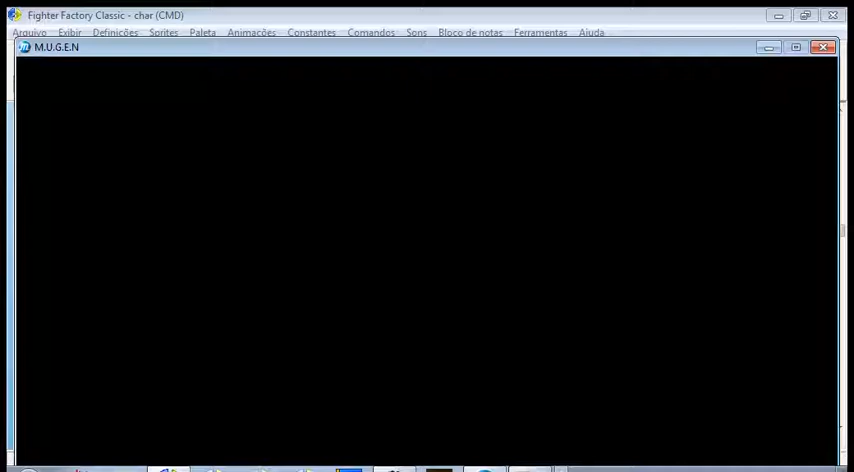 Fighter Factory Classic - char (CMD)
Arquivo Exibir Definições Sprites Paleta Animações Constantes Comandos Sons Bloco de notas Ferramentas Ajuda
M.U.G.E.N